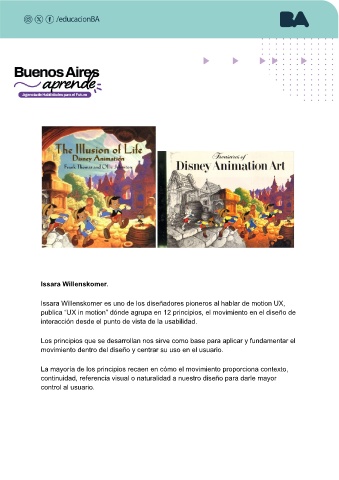 /educacionBA
BA
Buenos Aires
aprende
Agencia de Habilidades para el Futuro
The Illusion of Life
Disney Animation
Frank Thomas and Ollie Johnston
Treasures of
Disney Animation Art
Issara Willenskomer.
Issara Willenskomer es uno de los diseñadores pioneros al hablar de motion UX,
publica “UX in motion” dónde agrupa en 12 principios, el movimiento en el diseño de
interacción desde el punto de vista de la usabilidad.
Los principios que se desarrollan nos sirve como base para aplicar y fundamentar el
movimiento dentro del diseño y centrar su uso en el usuario.
La mayoría de los principios recaen en cómo el movimiento proporciona contexto,
continuidad, referencia visual o naturalidad a nuestro diseño para darle mayor
control al usuario.